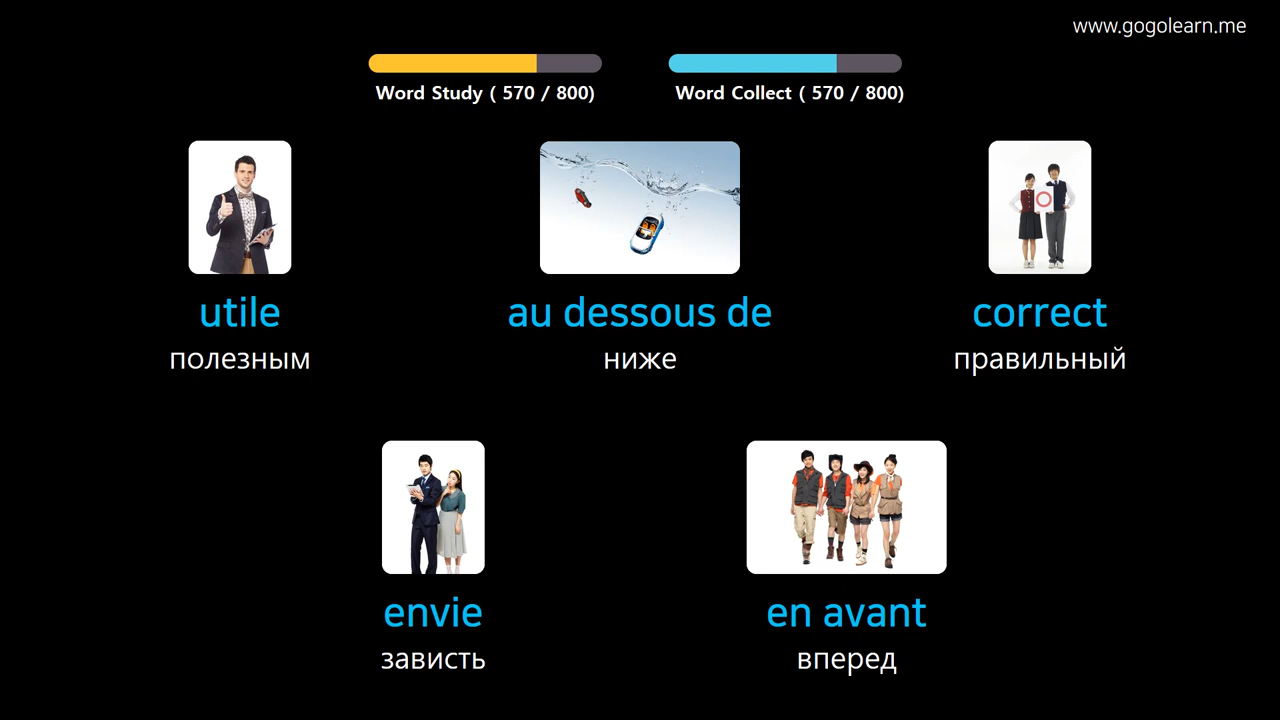 www.gogolearn.me
Word Study ( 570 / 800)
Word Collect ( 570 / 800)
utile
полезным
au dessous de
ниже
correct
правильный
envie
зависть
en avant
вперед